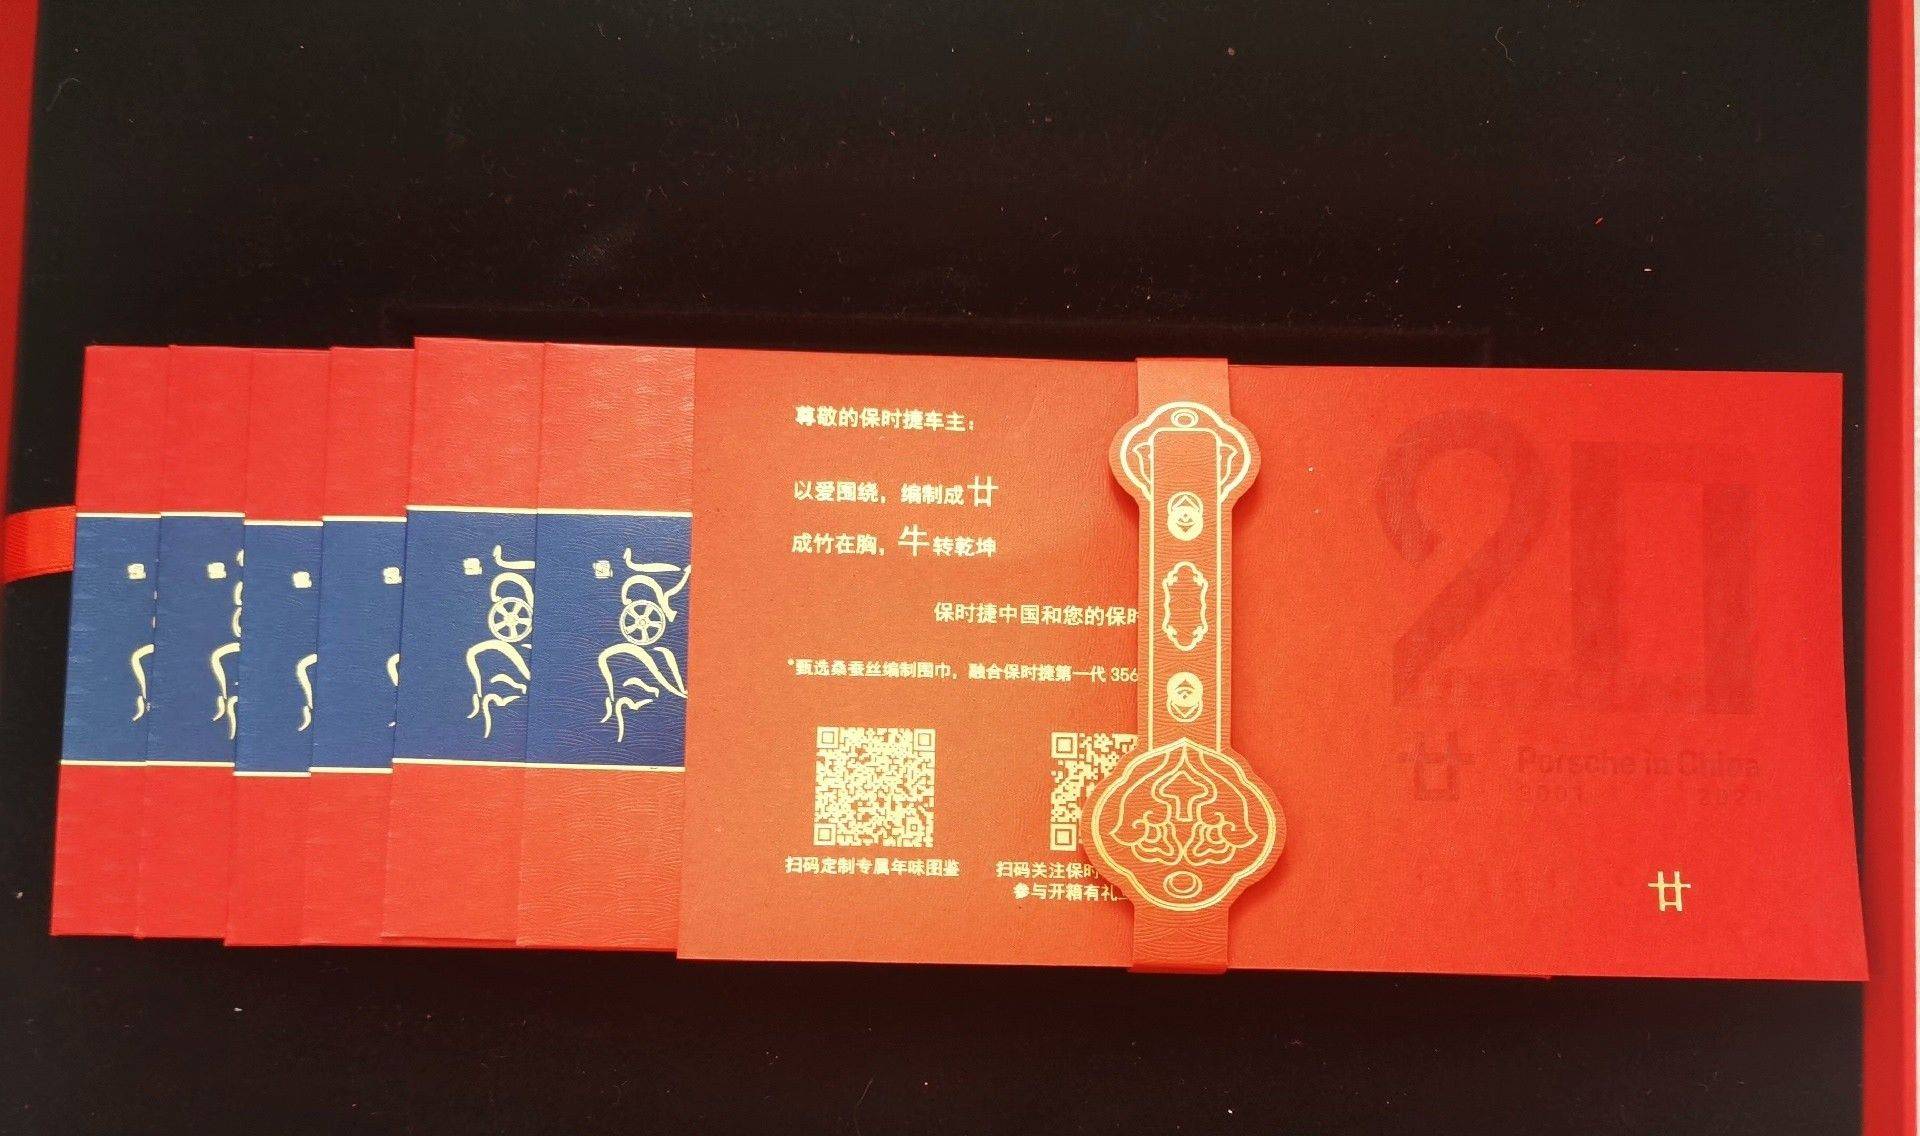 尊敬的保时捷车主：
以爱围绕，编制成廿
成竹在胸，牛转乾坤
保时捷中国和您的保时
*甄选桑蚕丝编制围巾，融合保时捷第一代 356
扫码定制专属年味图鉴
扫码关注保时
参与开箱有礼
廿
Porsche in China
2001
廿